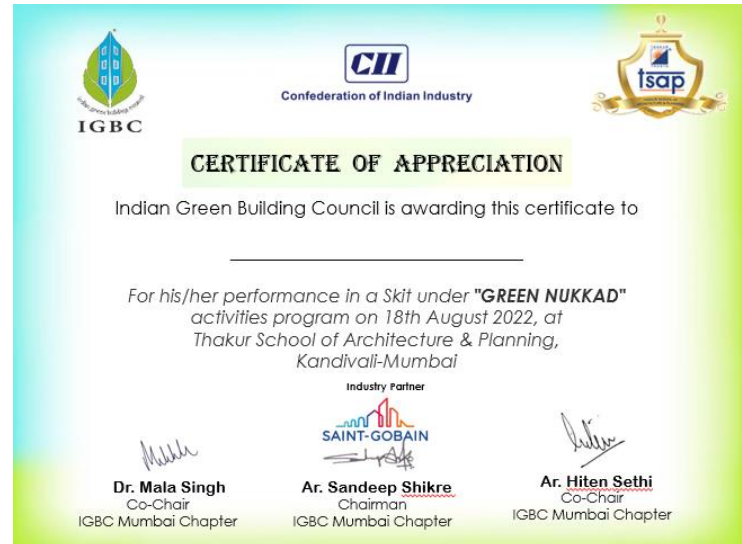 CII
Confederation of Indian Industry
tsap
IGBC
CERTIFICATE OF APPRECIATION
Indian Green Building Council is awarding this certificate to
For his/her performance in a Skit under "GREEN NUKKAD"
activities program on 18th August 2022, at
Thakur School of Architecture & Planning,
Kandivali-Mumbai
Industry Partner
SAINT-GOBAIN
Dr. Mala Singh
Co-Chair
IGBC Mumbai Chapter
Ar. Sandeep Shikre
Chairman
IGBC Mumbai Chapter
Ar. Hiten Sethi
Co-Chair
IGBC Mumbai Chapter